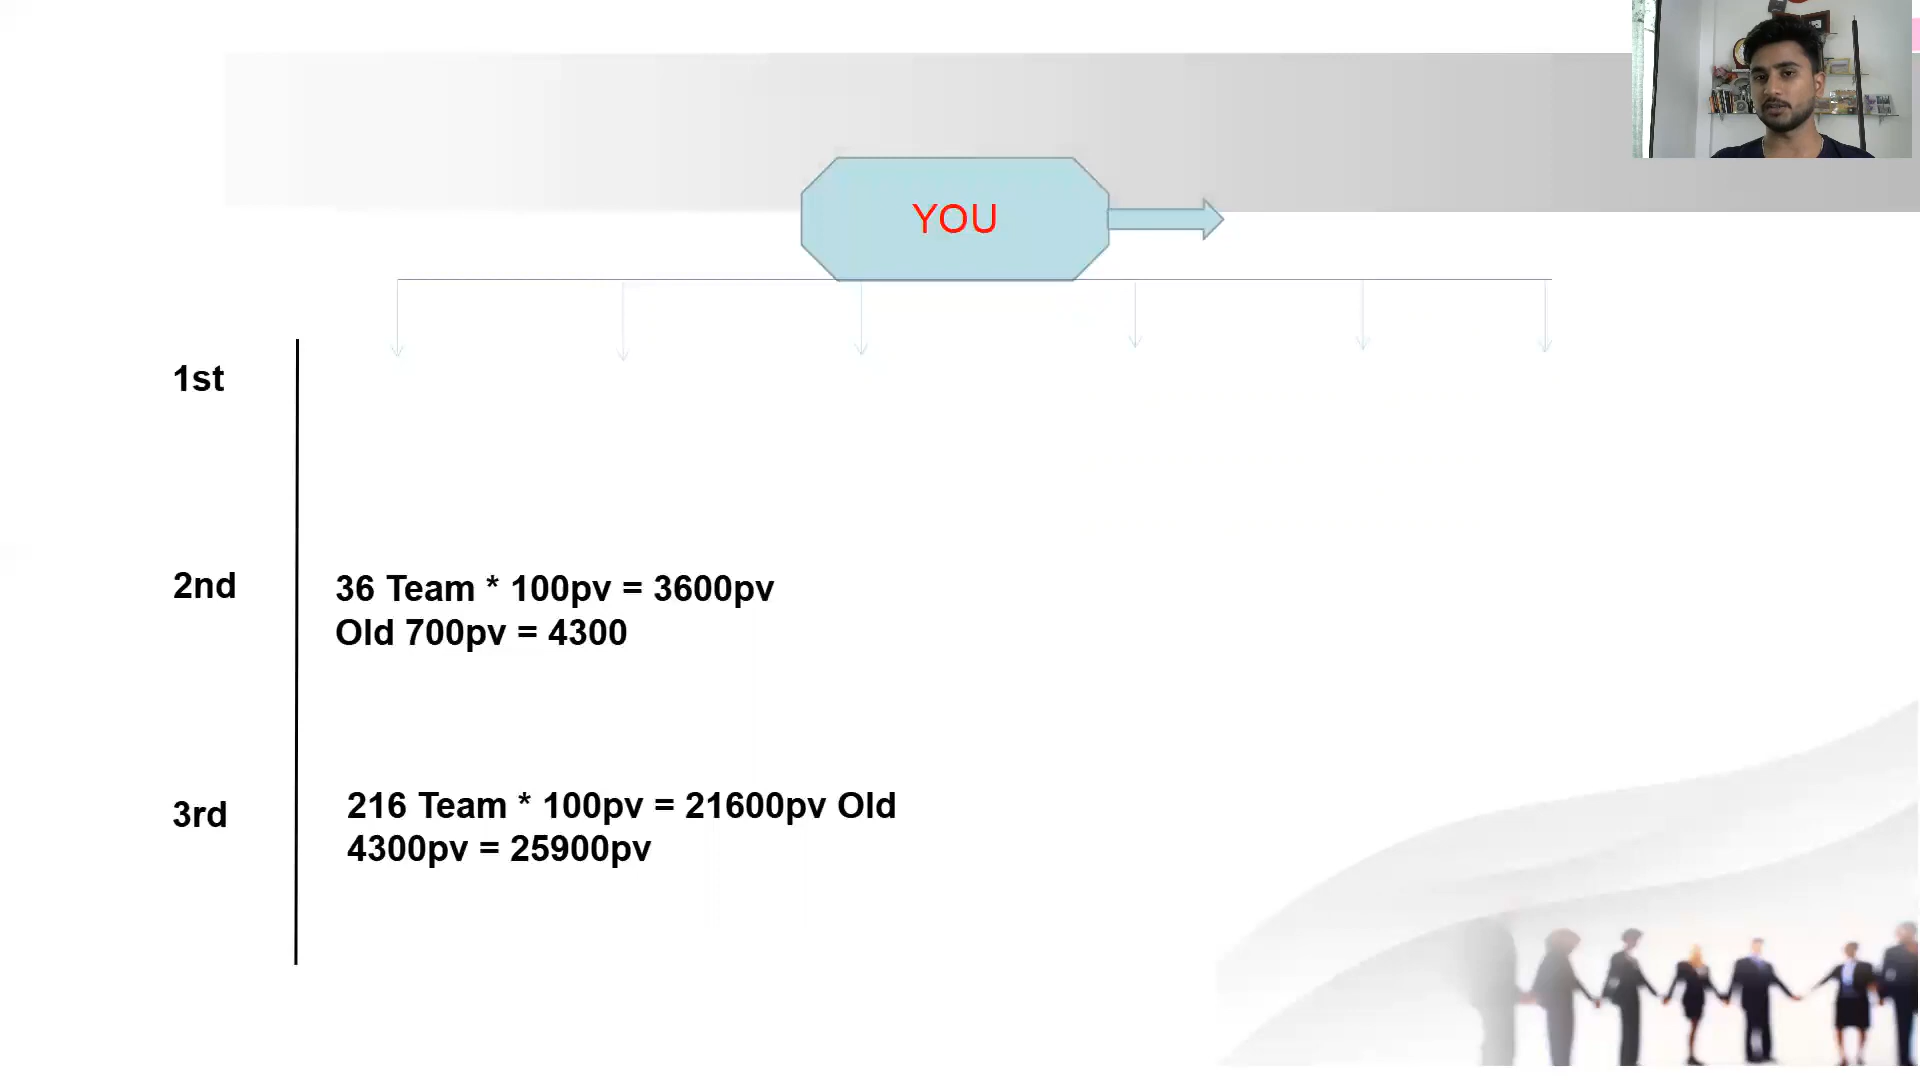 YOU
1st
2nd
36 Team * 100pv = 3600pv
Old 700pv = 4300
3rd
216 Team * 100pv = 21600pv Old
4300pv = 25900pv